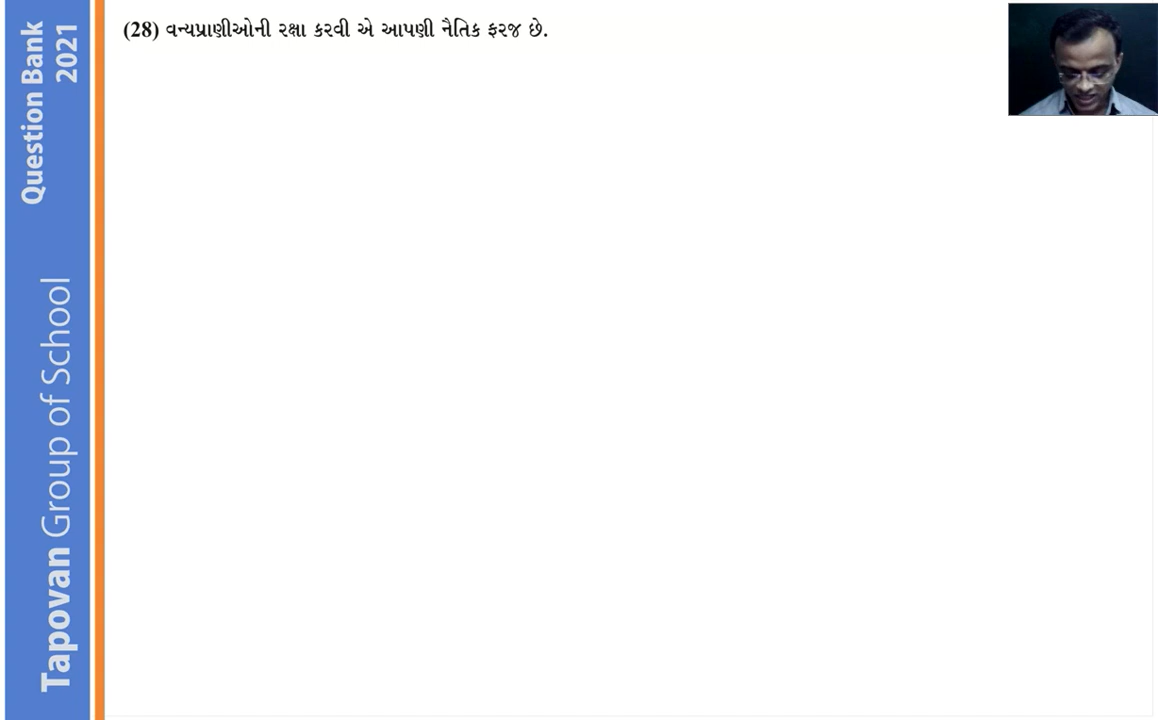 (28) વન્યપ્રાણીઓની રક્ષા કરવી એ આપણી નૈતિક ફરજ છે.
Question Bank
2021
Tapovan Group of School